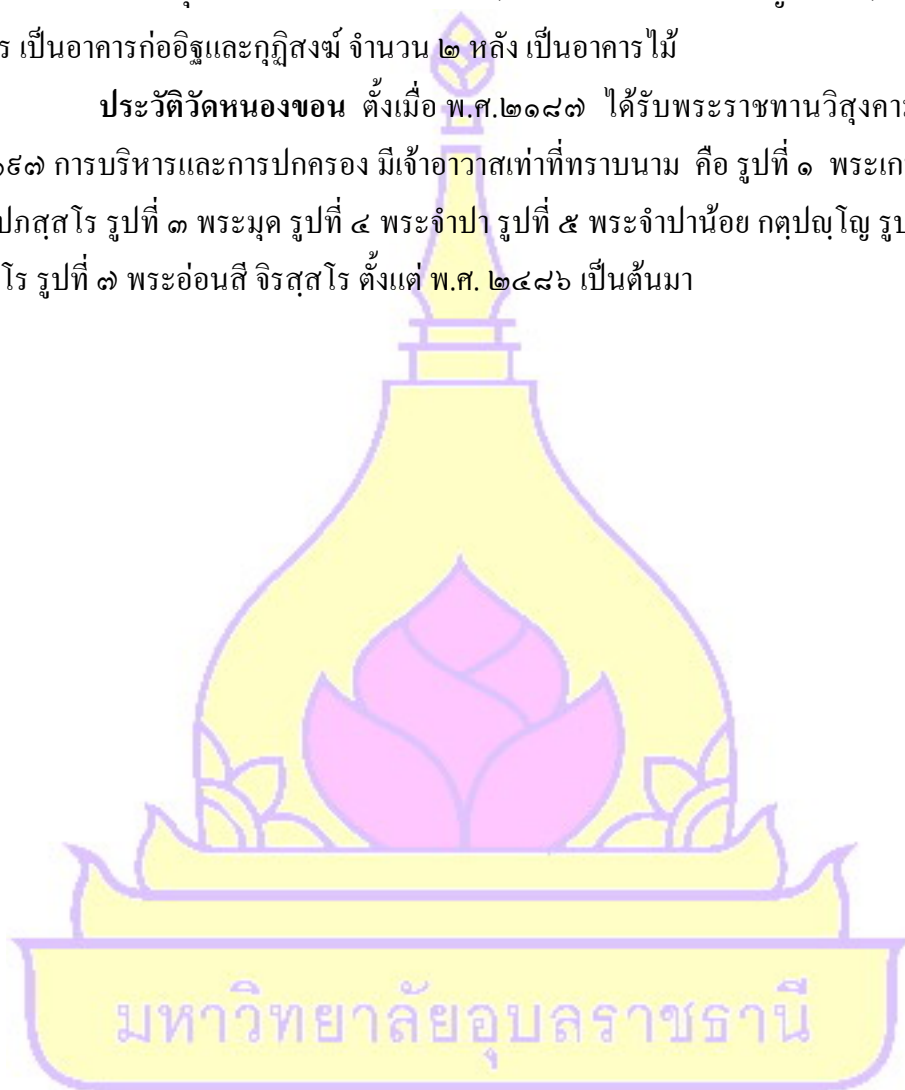 ร เป็นอาคารก่ออิฐและกุฏิสงฆ์ จำนวน ๒ หลัง เป็นอาคารไม้
ประวัติวัดหนองขอน ตั้งเมื่อ พ.ศ.๒๑๘๗ ได้รับพระราชทานวิสุงคาม
๑๙๗ การบริหารและการปกครอง มีเจ้าอาวาสเท่าที่ทราบนาม คือ รูปที่ ๑ พระเก
ปภสฺสโร รูปที่ ๓ พระมุด รูปที่ ๔ พระจำปา รูปที่ ๕ พระจำปาน้อย กตฺปญฺโญ รูป
โร รูปที่ ๗ พระอ่อนสี จิรสฺสโร ตั้งแต่ พ.ศ. ๒๔๘๖ เป็นต้นมา
มหาวิทยาลัยอุบลราชธานี